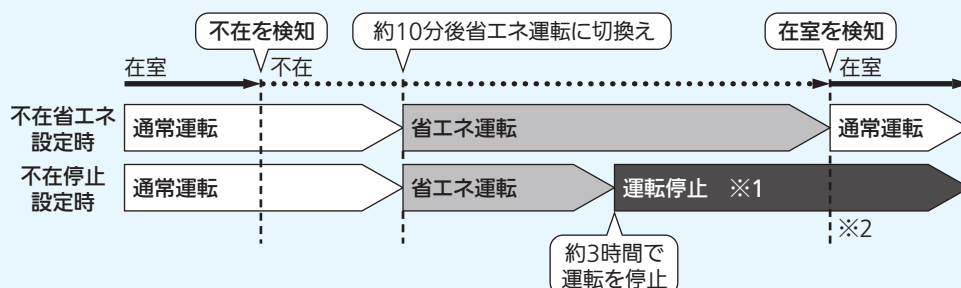 不在を検知
約10分後省エネ運転に切換え
在室を検知
在室
不在
在室
不在省エネ
設定時
通常運転
省エネ運転
通常運転
不在停止
設定時
通常運転
省エネ運転
運転停止 ※1
※2
約3時間で
運転を停止